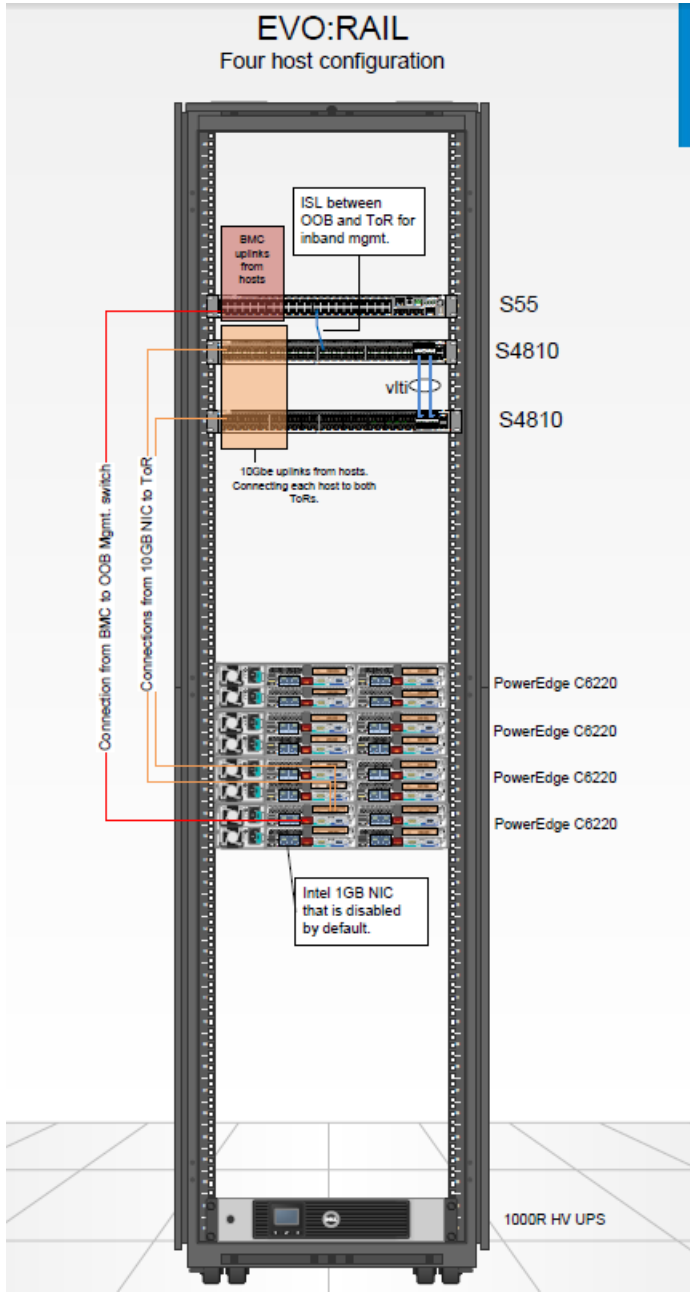 EVO:RAIL
Four host configuration
ISL between
OOB and ToR for
inband mgmt.
BMC
uplinks
from
hosts
S55
S4810
vlti
S4810
10Gbe uplinks from hosts.
Connecting each host to both
ToRs.
Connection from BMC to OOB Mgmt. switch
Connections from 10GB NIC to ToR
PowerEdge C6220
PowerEdge C6220
PowerEdge C6220
PowerEdge C6220
Intel 1GB NIC
that is disabled
by default.
DELL
1000R HV UPS